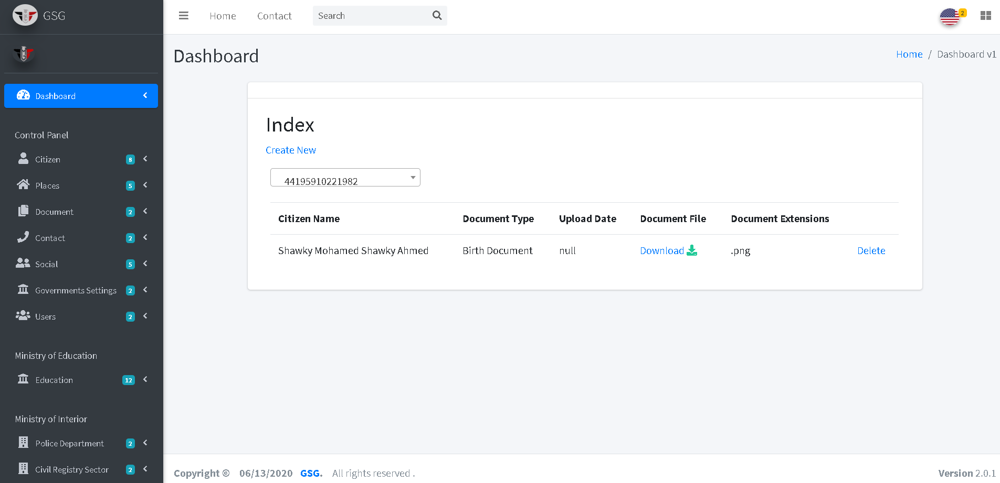 GSG
Home
Contact
Search
2
Dashboard
Control Panel
Citizen 8
Places 5
Document 2
Contact 2
Social 5
Governments Settings 2
Users 2
Ministry of Education
Education 12
Ministry of Interior
Police Department 2
Civil Registry Sector 2
Dashboard
Home / Dashboard v1
Index
Create New
44195910221982
Citizen Name Document Type Upload Date Document File Document Extensions
Shawky Mohamed Shawky Ahmed Birth Document null Download .png Delete
Copyright © 06/13/2020 GSG. All rights reserved .
Version 2.0.1